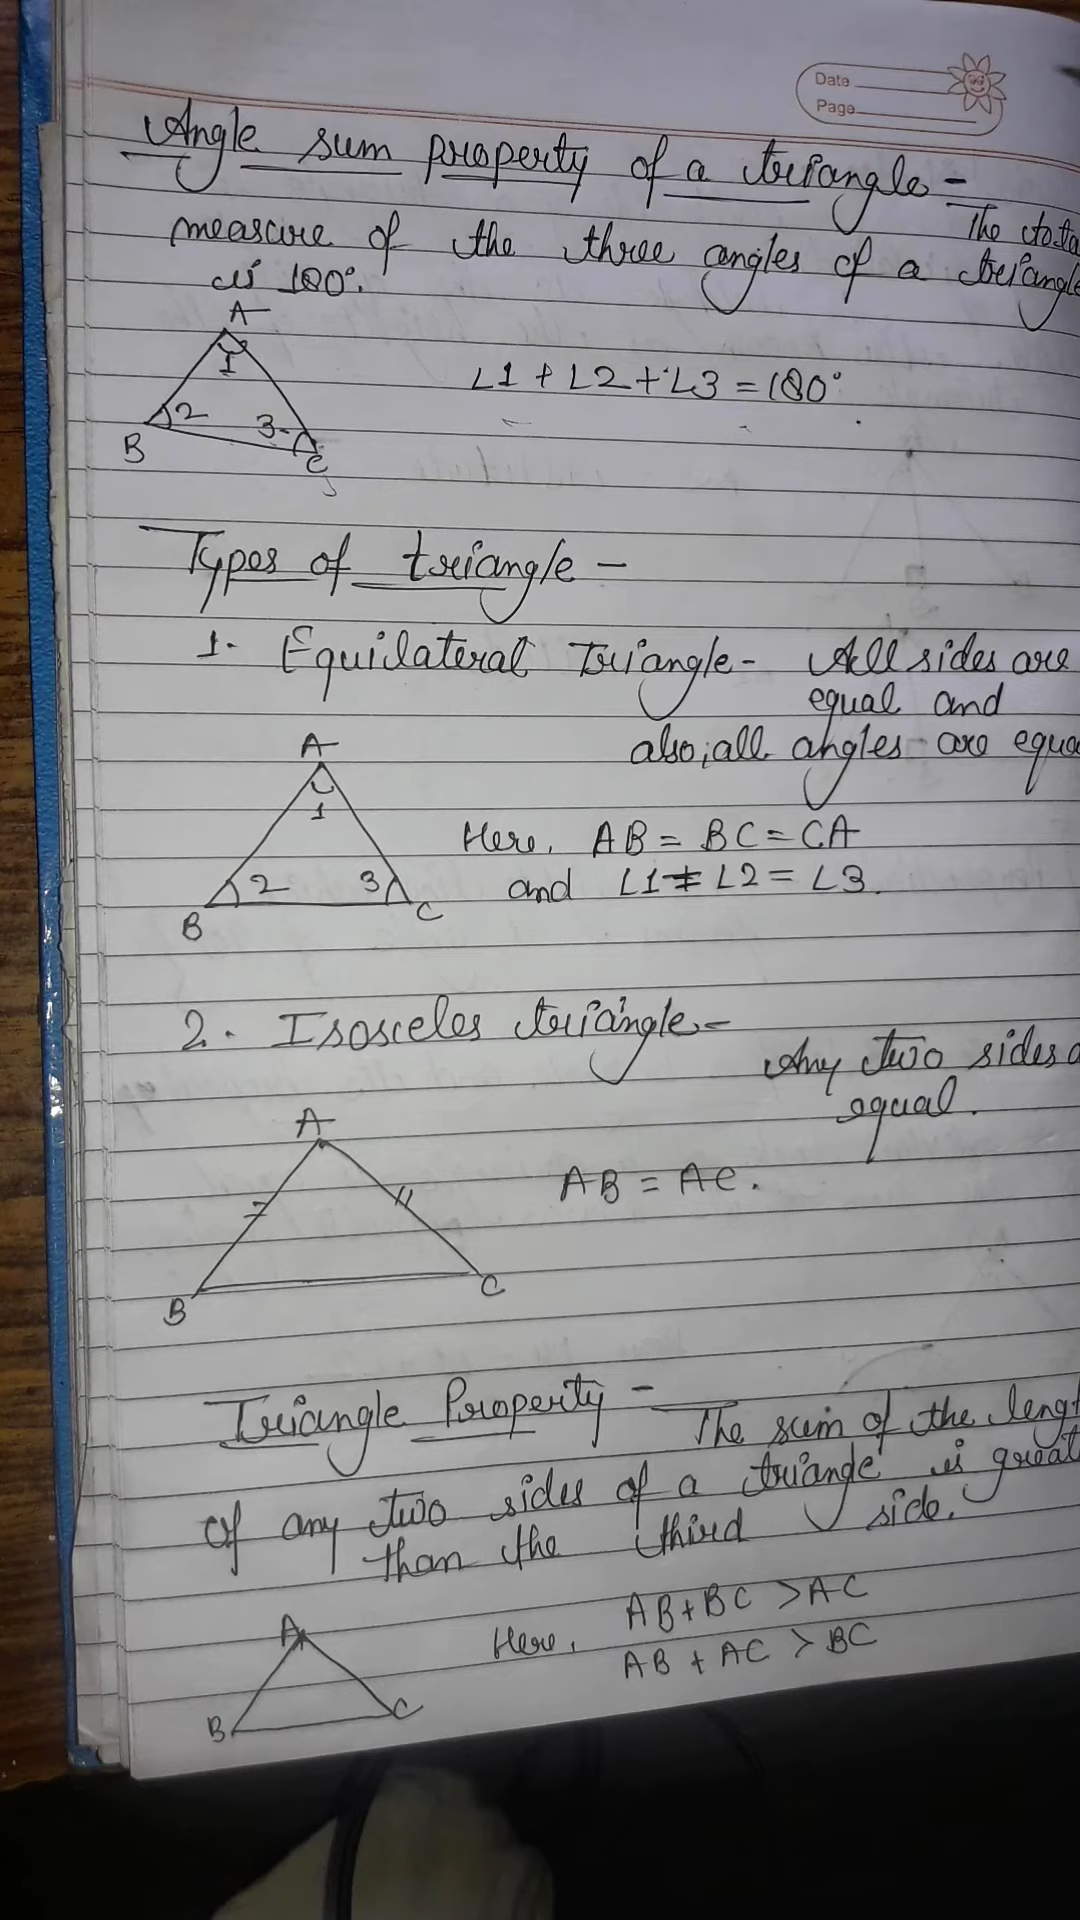 Date
Page
Angle sum property of a triangle -
The tota
measure of the three angles of a triangle
is 180°.
A
1
∠1 + ∠2 + ∠3 = 180°
2
3
B
C
Types of triangle -
1. Equilateral Triangle - All sides are
equal and
also, all angles are equa
A
1
Here, AB = BC = CA
2
3
and ∠1 = ∠2 = ∠3.
B
C
2. Isosceles triangle -
Any two sides a
equal.
A
AB = AC.
B
C
Triangle Property -
The sum of the lengt
of any two sides of a triangle is great
than the third side.
A
Here, AB + BC > AC
AB + AC > BC
B
C